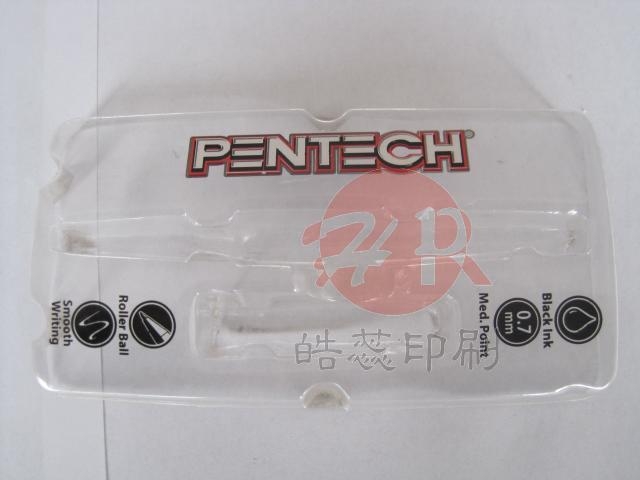 PENTECH®
HR
皓蕊印刷
Roller Ball
Smooth
Writing
Black Ink
0.7
mm
Med. Point